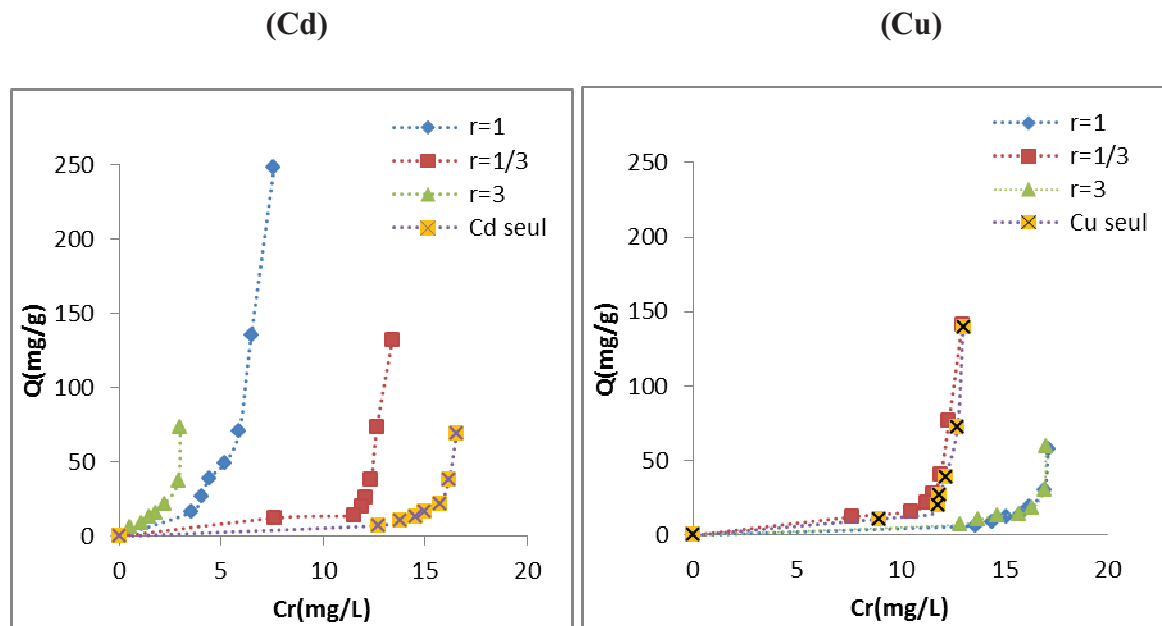 (Cd)
r=1
r=1/3
r=3
Cd seul
250
200
150
100
50
0
Q(mg/g)
0 5 10 15 20
Cr(mg/L)
(Cu)
r=1
r=1/3
r=3
Cu seul
250
200
150
100
50
0
Q(mg/g)
0 5 10 15 20
Cr(mg/L)